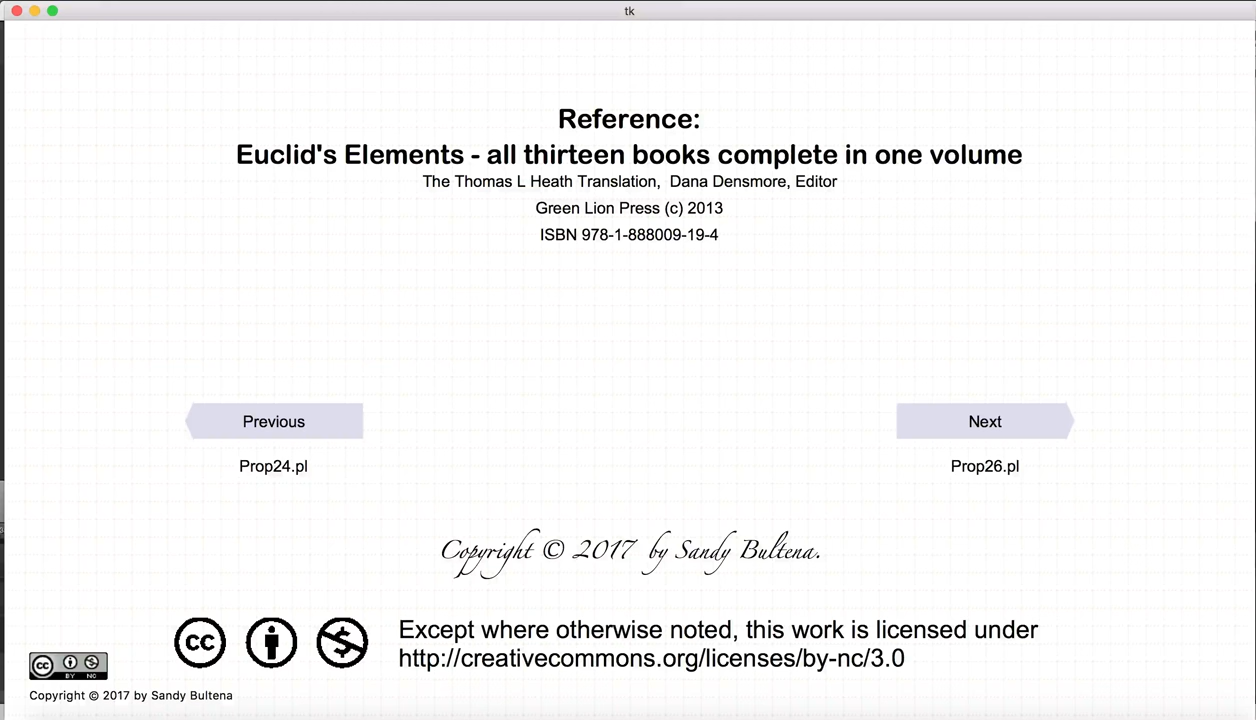 tk
Reference:
Euclid's Elements - all thirteen books complete in one volume
The Thomas L Heath Translation,  Dana Densmore, Editor
Green Lion Press (c) 2013
ISBN 978-1-888009-19-4
Previous
Next
Prop24.pl
Prop26.pl
Copyright © 2017 by Sandy Bultena.
cc
Except where otherwise noted, this work is licensed under
http://creativecommons.org/licenses/by-nc/3.0
cc
BY NC
Copyright © 2017 by Sandy Bultena